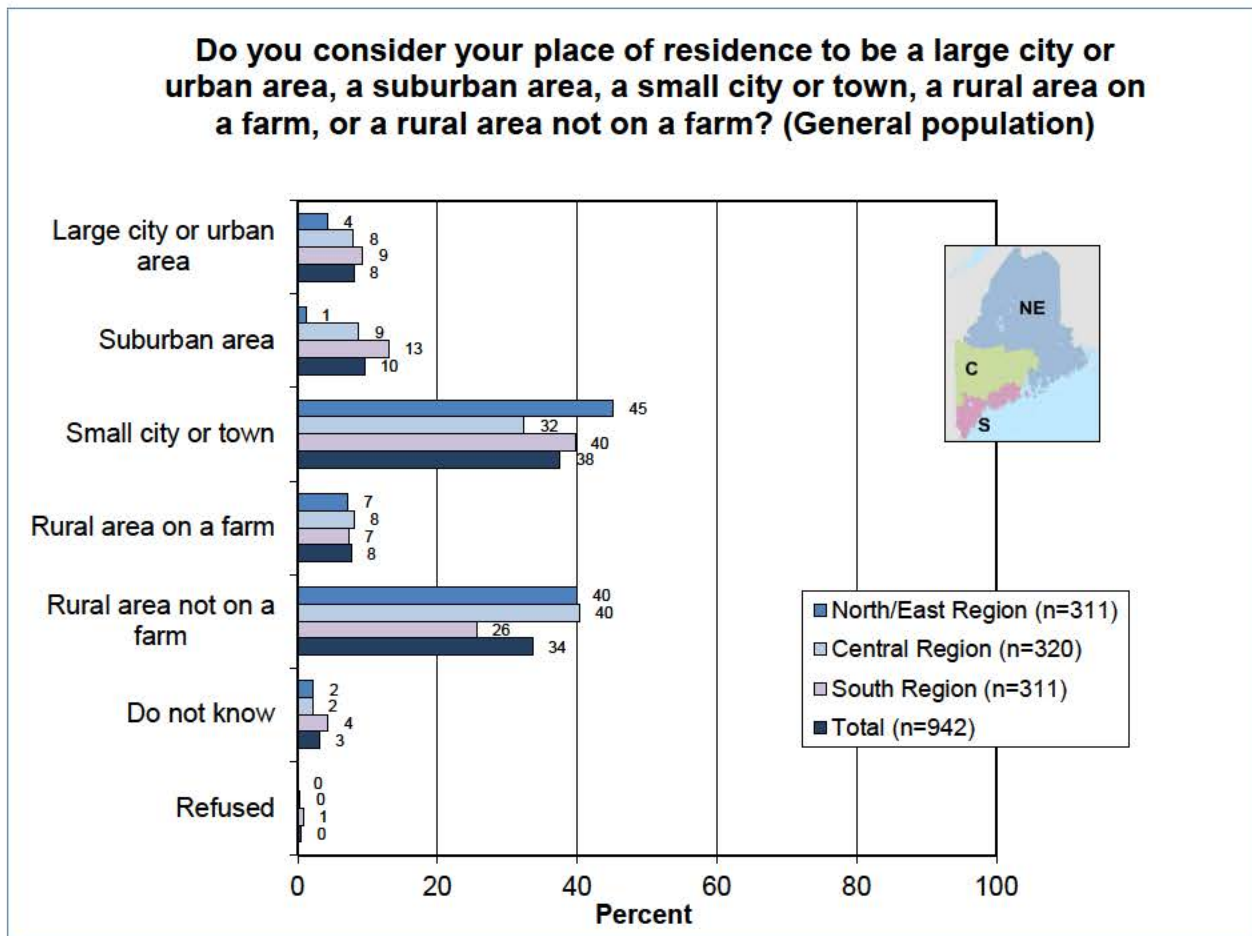 Do you consider your place of residence to be a large city or
urban area, a suburban area, a small city or town, a rural area on
a farm, or a rural area not on a farm? (General population)
Large city or urban
area
4
8
9
8
Suburban area
1
9
13
10
Small city or town
45
32
40
38
Rural area on a farm
7
8
7
8
Rural area not on a
farm
40
40
26
34
Do not know
2
2
4
3
Refused
0
0
1
0
0 20 40 60 80 100
Percent
NE
C
S
North/East Region (n=311)
Central Region (n=320)
South Region (n=311)
Total (n=942)